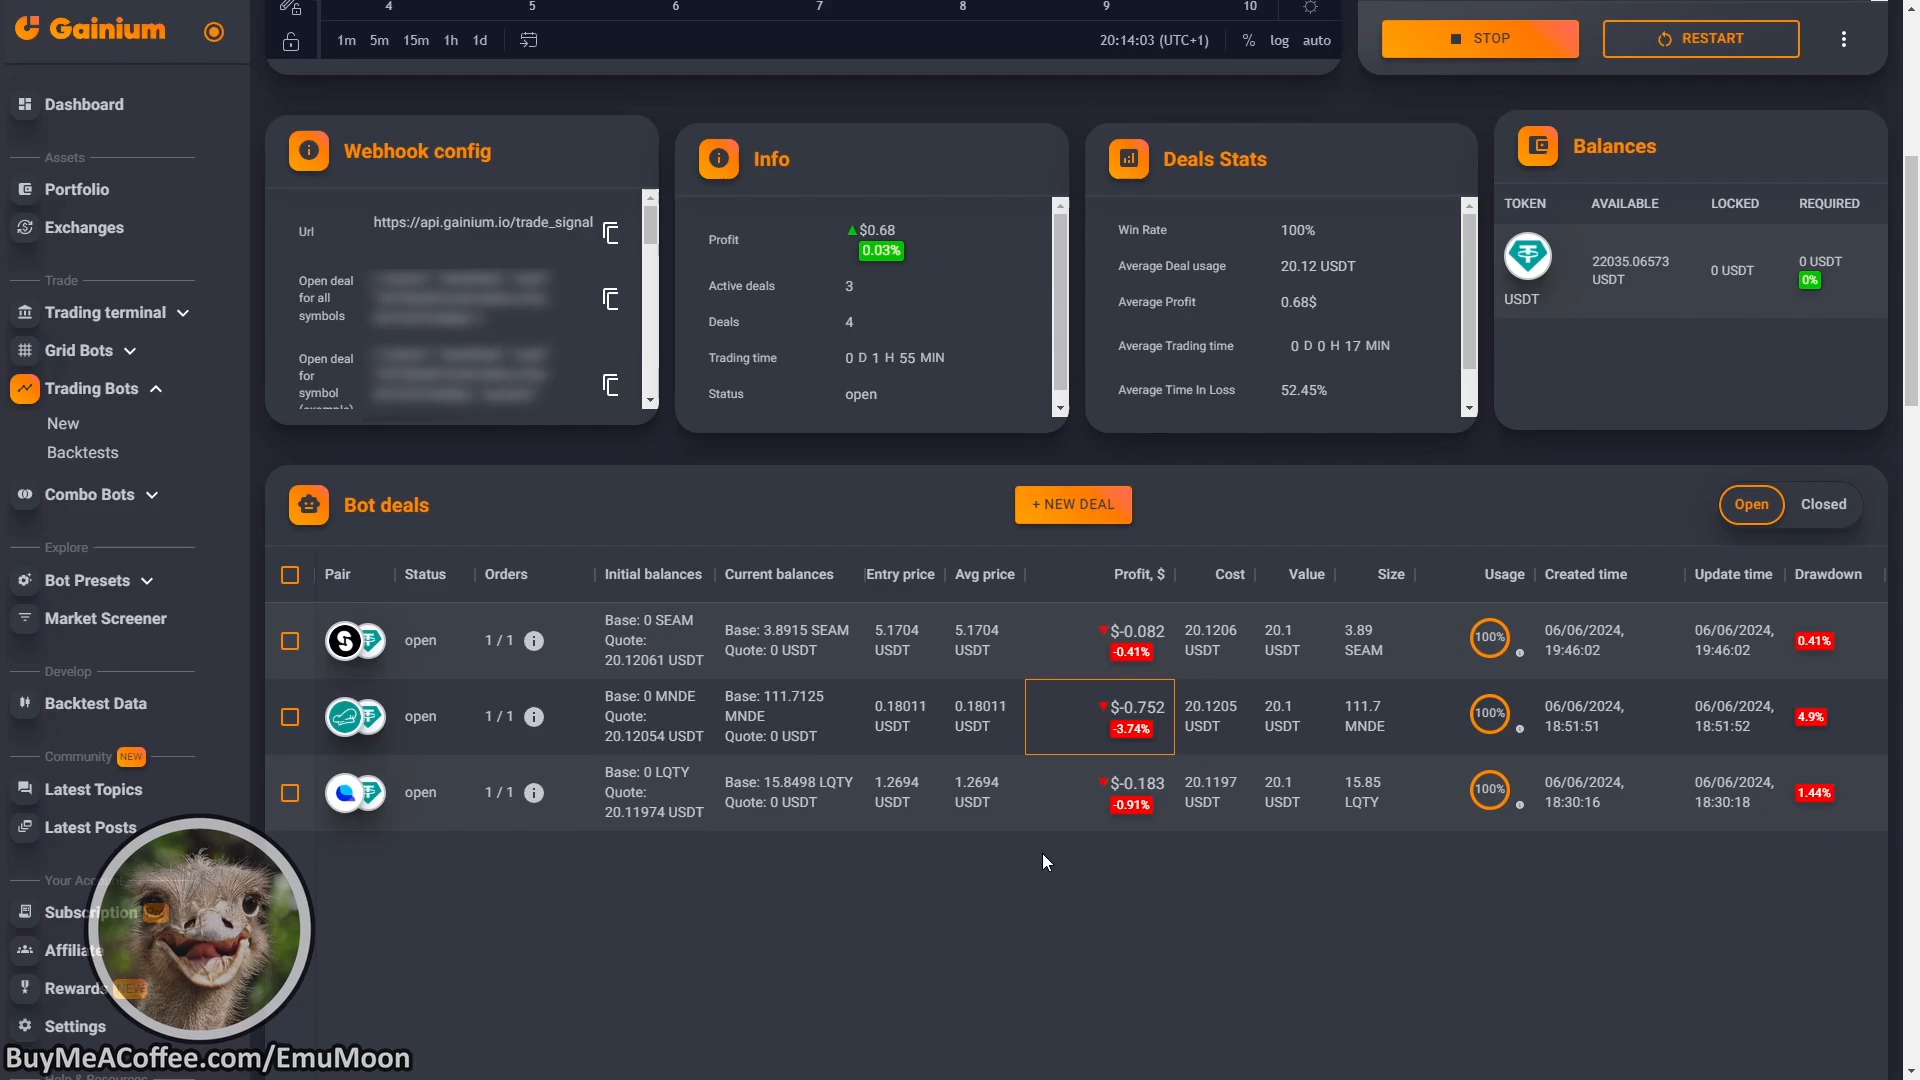 Gainium
4 5 6 7 8 9 10
1m 5m 15m 1h 1d
20:14:03 (UTC+1) % log auto
STOP
RESTART
Dashboard
Assets
Portfolio
Exchanges
Trade
Trading terminal
Grid Bots
Trading Bots
New
Backtests
Combo Bots
Explore
Bot Presets
Market Screener
Develop
Backtest Data
Community NEW
Latest Topics
Latest Posts
Your Acc
Subscription
Affiliate
Rewards NEW
Settings
BuyMeACoffee.com/EmuMoon
Help & Resources
Webhook config
Url https://api.gainium.io/trade_signal
Open deal
for all
symbols
Open deal
for
symbol
(example)
Info
Profit $0.68
0.03%
Active deals 3
Deals 4
Trading time 0 D 1 H 55 MIN
Status open
Deals Stats
Win Rate 100%
Average Deal usage 20.12 USDT
Average Profit 0.68$
Average Trading time 0 D 0 H 17 MIN
Average Time In Loss 52.45%
Balances
TOKEN AVAILABLE LOCKED REQUIRED
USDT
22035.06573
USDT
0 USDT
0 USDT
0%
Bot deals
+ NEW DEAL
Open Closed
Pair Status Orders Initial balances Current balances Entry price Avg price Profit, $ Cost Value Size Usage Created time Update time Drawdown
open
1 / 1
Base: 0 SEAM
Quote:
20.12061 USDT
Base: 3.8915 SEAM
Quote: 0 USDT
5.1704
USDT
5.1704
USDT
$-0.082
-0.41%
20.1206
USDT
20.1
USDT
3.89
SEAM
100%
06/06/2024,
19:46:02
06/06/2024,
19:46:02
0.41%
open
1 / 1
Base: 0 MNDE
Quote:
20.12054 USDT
Base: 111.7125
MNDE
Quote: 0 USDT
0.18011
USDT
0.18011
USDT
$-0.752
-3.74%
20.1205
USDT
20.1
USDT
111.7
MNDE
100%
06/06/2024,
18:51:51
06/06/2024,
18:51:52
4.9%
open
1 / 1
Base: 0 LQTY
Quote:
20.11974 USDT
Base: 15.8498 LQTY
Quote: 0 USDT
1.2694
USDT
1.2694
USDT
$-0.183
-0.91%
20.1197
USDT
20.1
USDT
15.85
LQTY
100%
06/06/2024,
18:30:16
06/06/2024,
18:30:18
1.44%